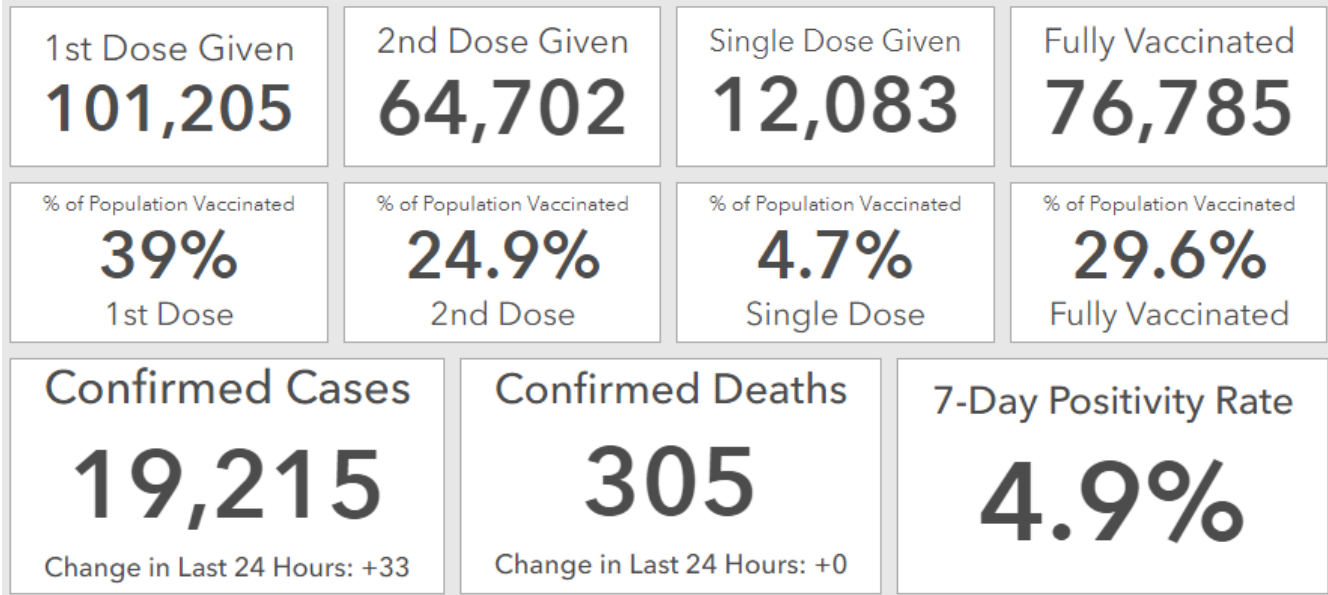 1st Dose Given
101,205
2nd Dose Given
64,702
Single Dose Given
12,083
Fully Vaccinated
76,785
% of Population Vaccinated
39%
1st Dose
% of Population Vaccinated
24.9%
2nd Dose
% of Population Vaccinated
4.7%
Single Dose
% of Population Vaccinated
29.6%
Fully Vaccinated
Confirmed Cases
19,215
Change in Last 24 Hours: +33
Confirmed Deaths
305
Change in Last 24 Hours: +0
7-Day Positivity Rate
4.9%